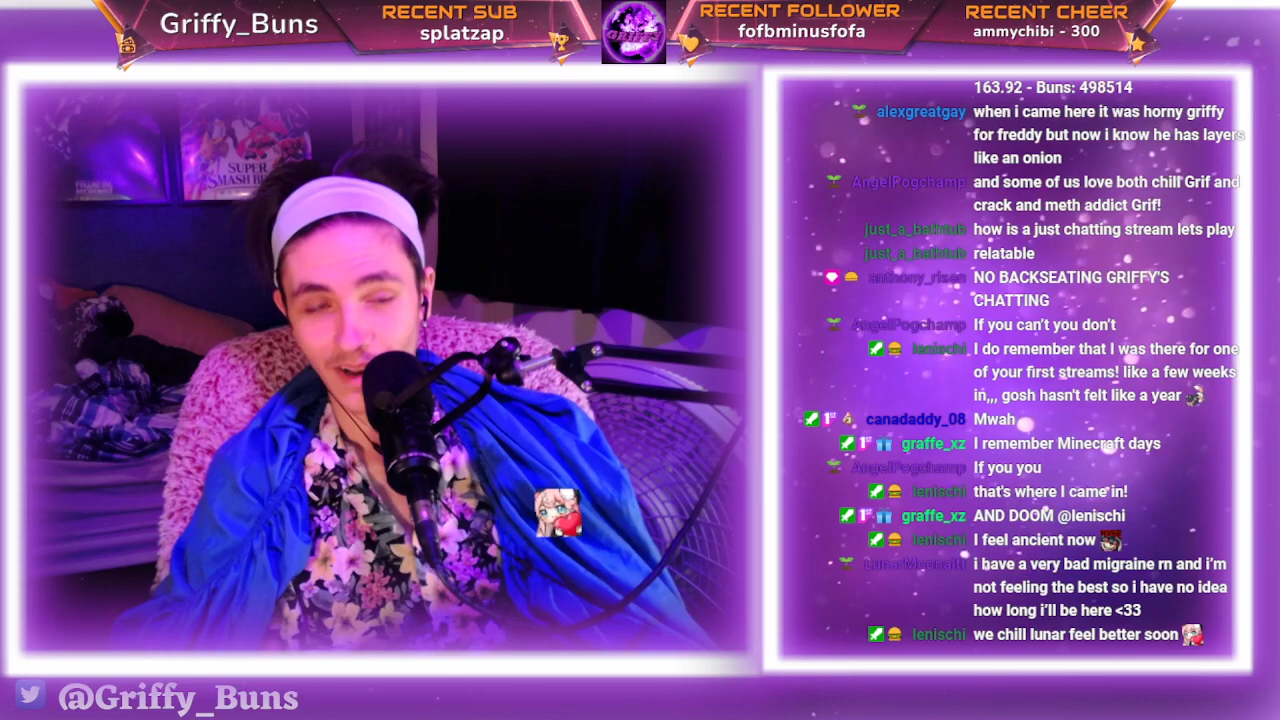 Griffy_Buns
RECENT SUB
splatzap
GRIFFY
RECENT FOLLOWER
fofbminusfofa
RECENT CHEER
ammychibi - 300
SUPER
SMASH
163.92 - Buns: 498514
alexgreatgay when i came here it was horny griffy
for freddy but now i know he has layers
like an onion
AngelPogchamp and some of us love both chill Grif and
crack and meth addict Grif!
just_a_bathtub how is a just chatting stream lets play
just_a_bathtub relatable
anthony_risen NO BACKSEATING GRIFFY'S
CHATTING
AngelPogchamp If you can't you don't
lenischi I do remember that I was there for one
of your first streams! like a few weeks
in,,, gosh hasn't felt like a year
1ST canadaddy_08 Mwah
1ST graffe_xz I remember Minecraft days
AngelPogchamp If you you
lenischi that's where I came in!
1ST graffe_xz AND DOOM @lenischi
lenischi I feel ancient now
i have a very bad migraine rn and i'm
not feeling the best so i have no idea
how long i'll be here <33
lenischi we chill lunar feel better soon
@Griffy_Buns